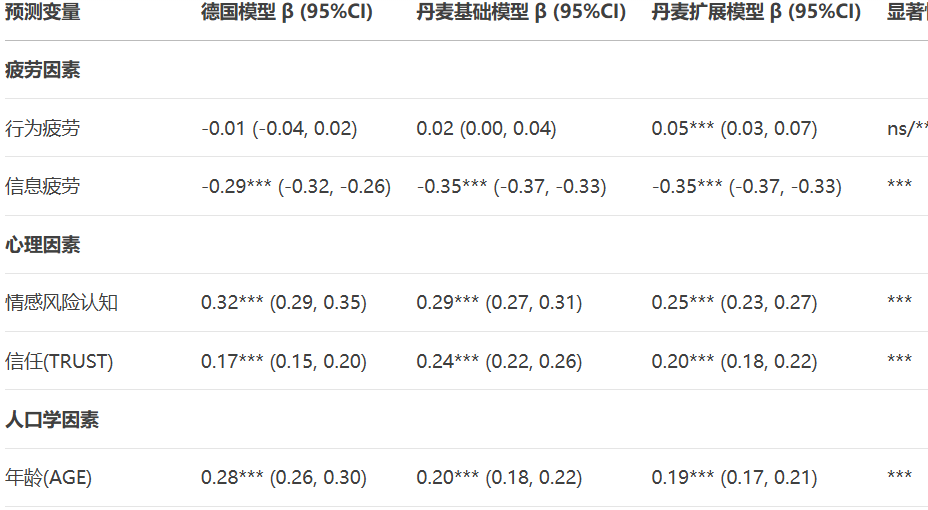 预测变量 德国模型 β (95%CI) 丹麦基础模型 β (95%CI) 丹麦扩展模型 β (95%CI)
疲劳因素
行为疲劳 -0.01 (-0.04, 0.02) 0.02 (0.00, 0.04) 0.05*** (0.03, 0.07) ns/**
信息疲劳 -0.29*** (-0.32, -0.26) -0.35*** (-0.37, -0.33) -0.35*** (-0.37, -0.33) ***
心理因素
情感风险认知 0.32*** (0.29, 0.35) 0.29*** (0.27, 0.31) 0.25*** (0.23, 0.27) ***
信任(TRUST) 0.17*** (0.15, 0.20) 0.24*** (0.22, 0.26) 0.20*** (0.18, 0.22) ***
人口学因素
年龄(AGE) 0.28*** (0.26, 0.30) 0.20*** (0.18, 0.22) 0.19*** (0.17, 0.21) ***